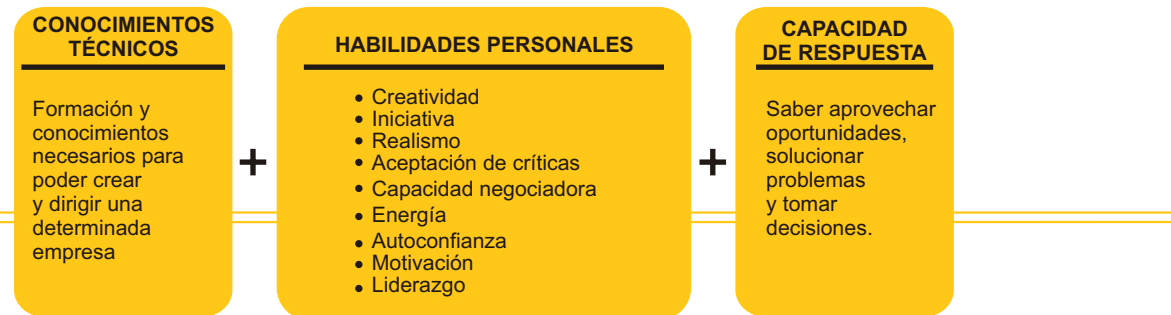 CONOCIMIENTOS
TÉCNICOS
Formación y
conocimientos
necesarios para
poder crear
y dirigir una
determinada
empresa
+
HABILIDADES PERSONALES
• Creatividad
• Iniciativa
• Realismo
• Aceptación de críticas
• Capacidad negociadora
• Energía
• Autoconfianza
• Motivación
• Liderazgo
+
CAPACIDAD
DE RESPUESTA
Saber aprovechar
oportunidades,
solucionar
problemas
y tomar
decisiones.